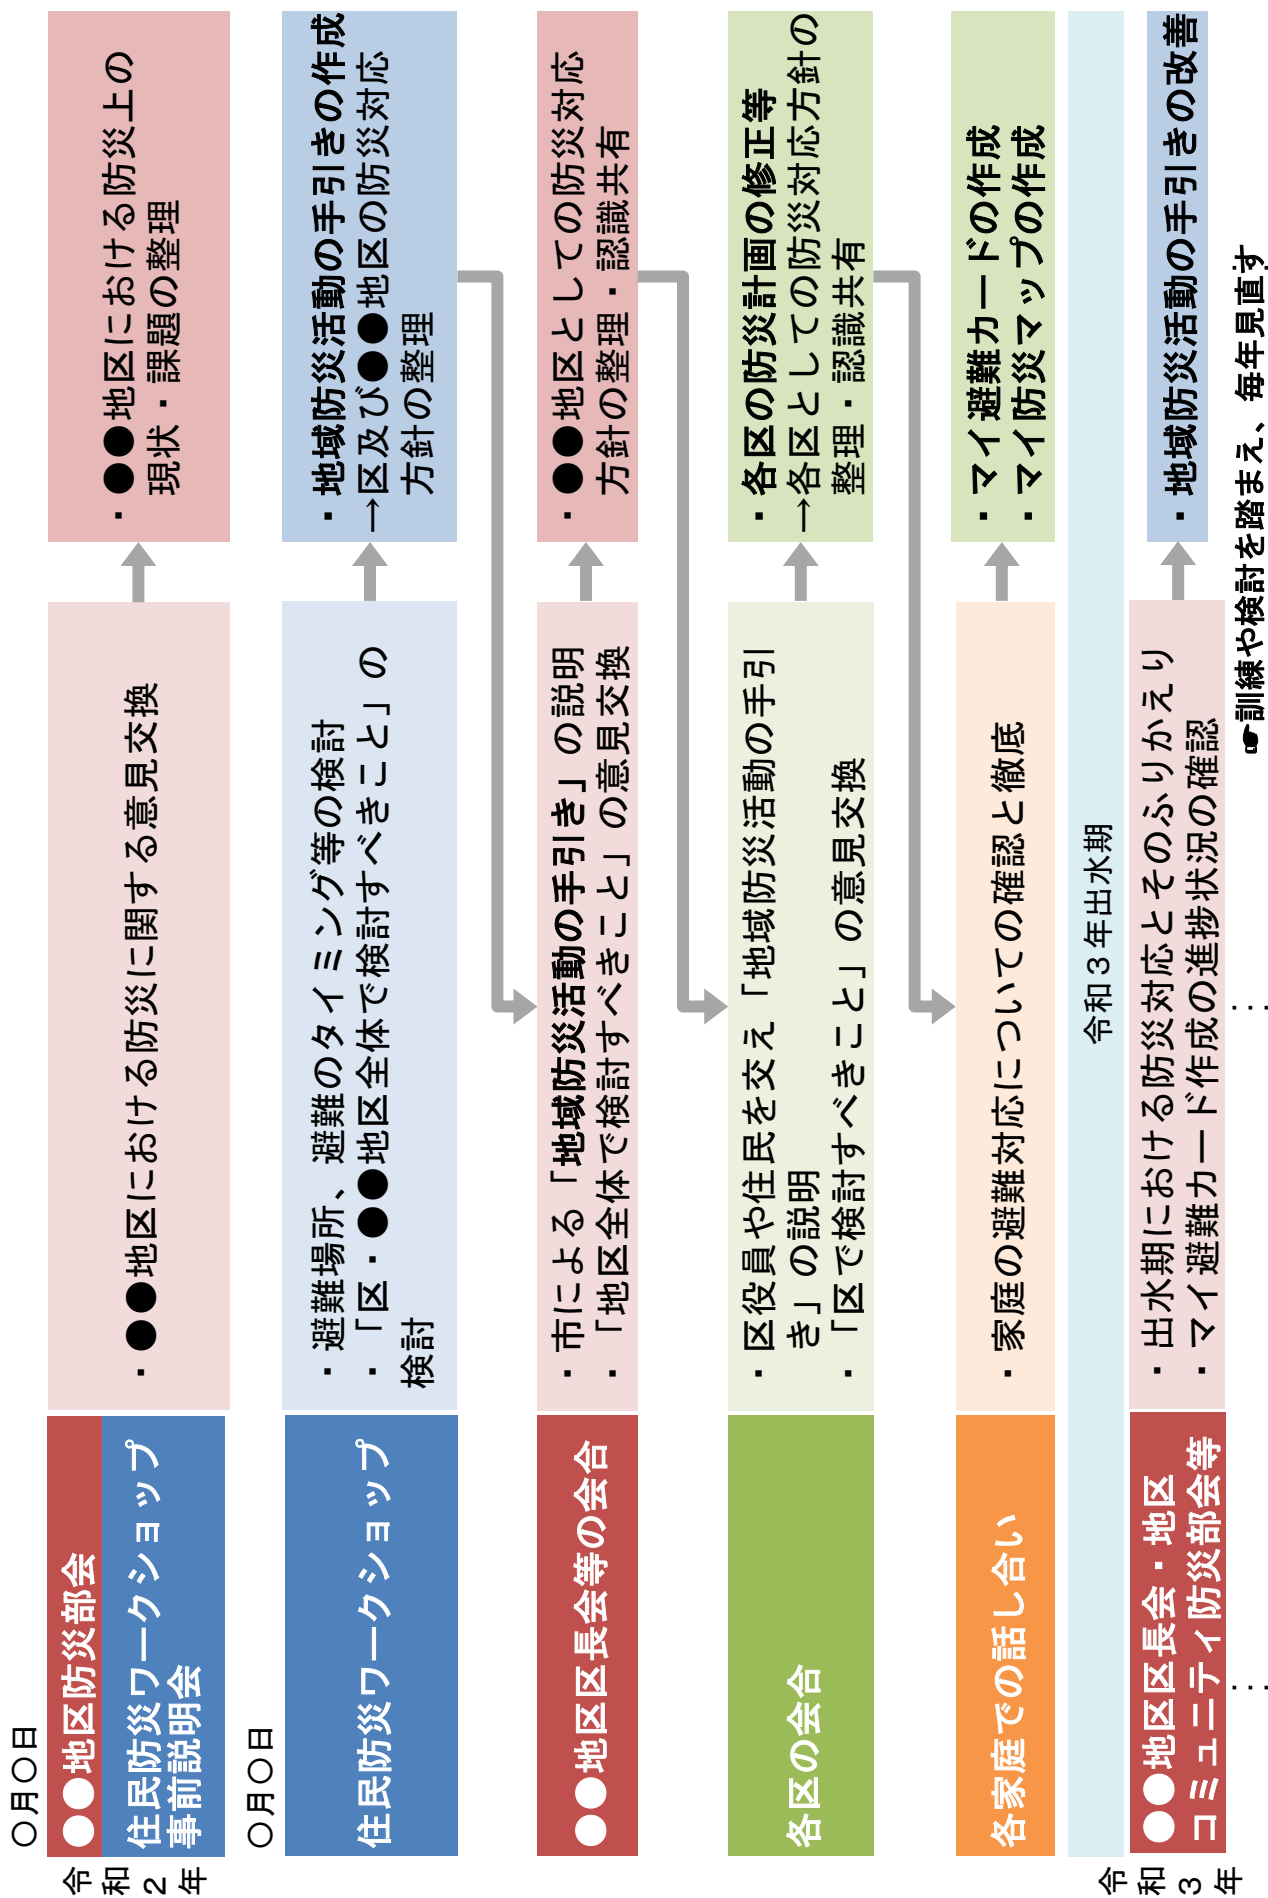 令和２年
〇月〇日
●●地区防災部会
住民防災ワークショップ
事前説明会
・●●地区における防災に関する意見交換
・●●地区における防災上の
現状・課題の整理
〇月〇日
住民防災ワークショップ
・避難場所、避難のタイミング等の検討
・「区・●●地区全体で検討すべきこと」の
検討
・地域防災活動の手引きの作成
→区及び●●地区の防災対応
方針の整理
●●地区区長会等の会合
・市による「地域防災活動の手引き」の説明
・「地区全体で検討すべきこと」の意見交換
・●●地区としての防災対応
方針の整理・認識共有
各区の会合
・区役員や住民を交え「地域防災活動の手引
き」の説明
・「区で検討すべきこと」の意見交換
・各区の防災計画の修正等
→各区としての防災対応方針の
整理・認識共有
各家庭での話し合い
・家庭の避難対応についての確認と徹底
・マイ避難カードの作成
・マイ防災マップの作成
令和３年出水期
令和３年
●●地区区長会・地区
コミュニティ防災部会等
・出水期における防災対応とそのふりかえり
・マイ避難カード作成の進捗状況の確認
・地域防災活動の手引きの改善
☛訓練や検討を踏まえ、毎年見直す